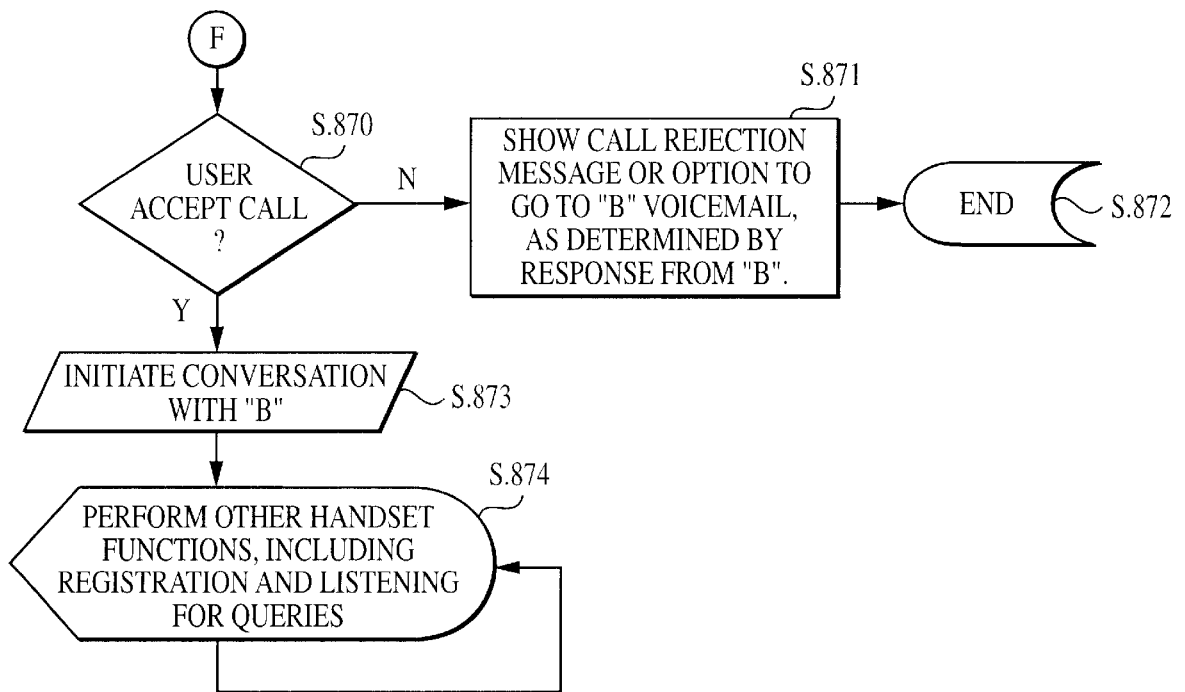 F
S.870
USER
ACCEPT CALL
?
N
Y
S.871
SHOW CALL REJECTION
MESSAGE OR OPTION TO
GO TO "B" VOICEMAIL,
AS DETERMINED BY
RESPONSE FROM "B".
END
S.872
INITIATE CONVERSATION
WITH "B"
S.873
S.874
PERFORM OTHER HANDSET
FUNCTIONS, INCLUDING
REGISTRATION AND LISTENING
FOR QUERIES